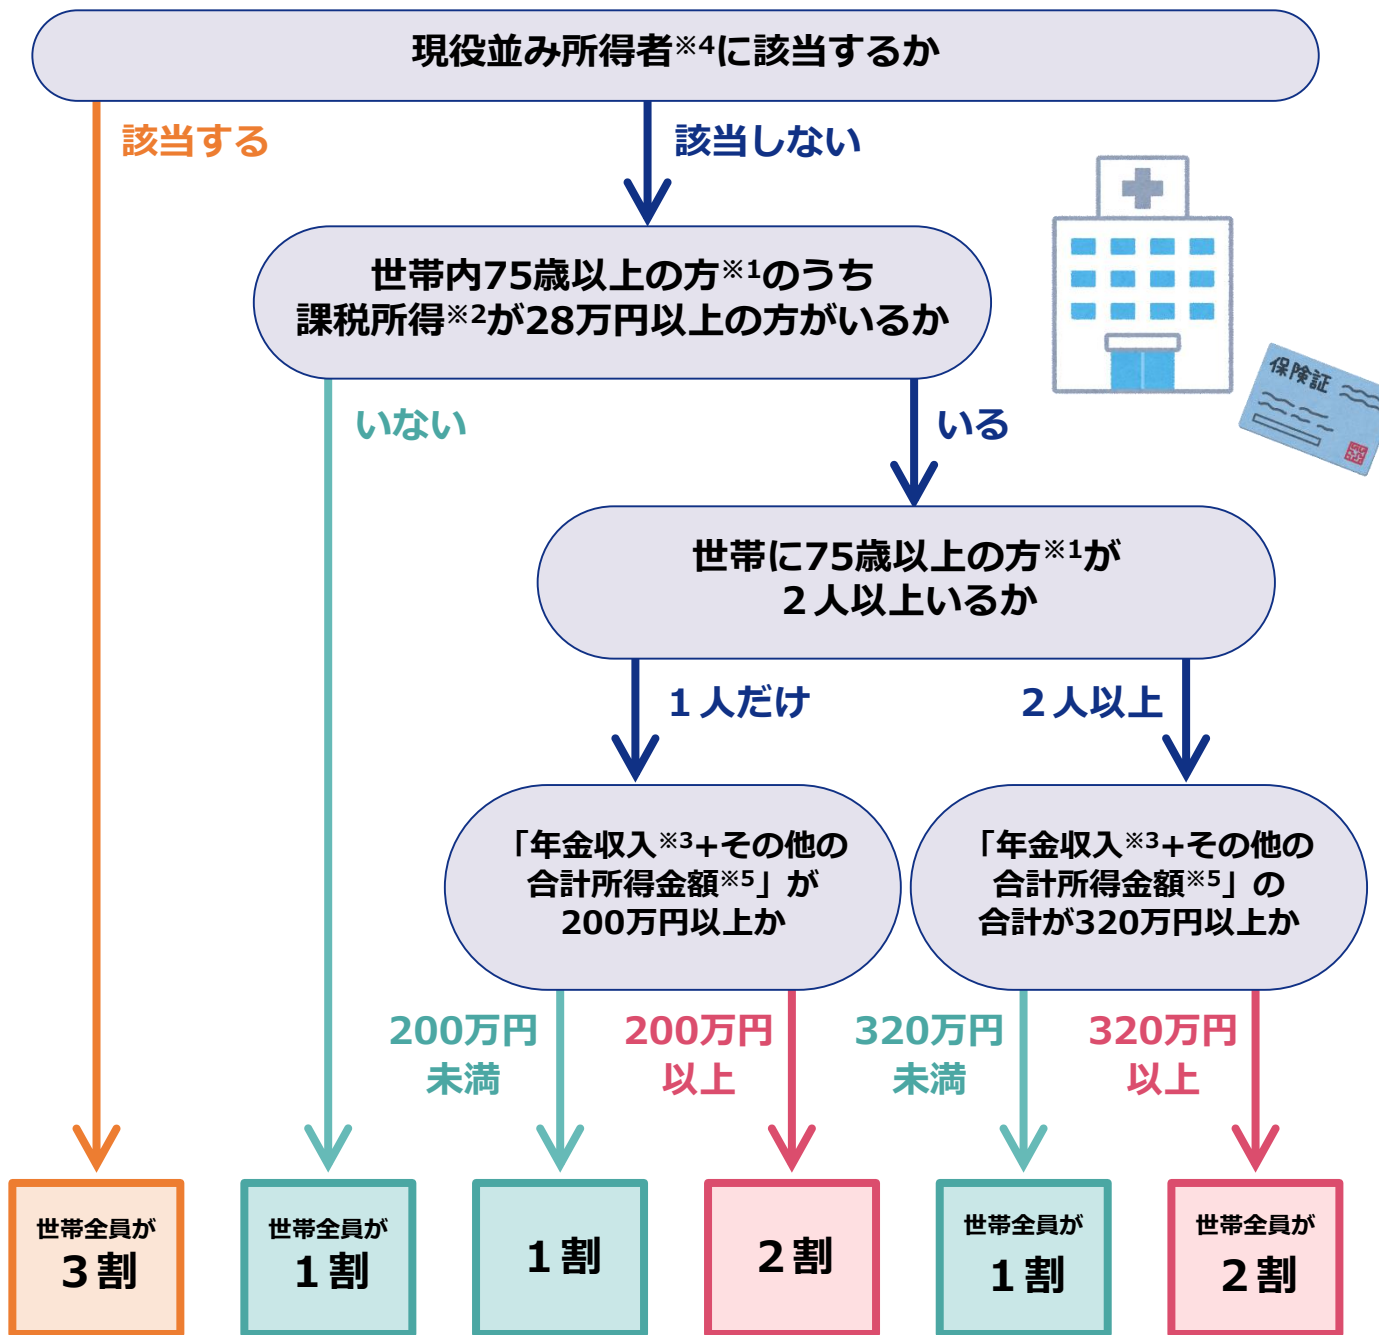 現役並み所得者※4に該当するか
該当する
該当しない
世帯内75歳以上の方※1のうち
課税所得※2が28万円以上の方がいるか
保険証
いない
いる
世帯に75歳以上の方※1が
２人以上いるか
１人だけ
２人以上
「年金収入※3+その他の
合計所得金額※5」が
200万円以上か
「年金収入※3+その他の
合計所得金額※5」の
合計が320万円以上か
200万円
未満
200万円
以上
320万円
未満
320万円
以上
世帯全員が
３割
世帯全員が
１割
１割
２割
世帯全員が
１割
世帯全員が
２割